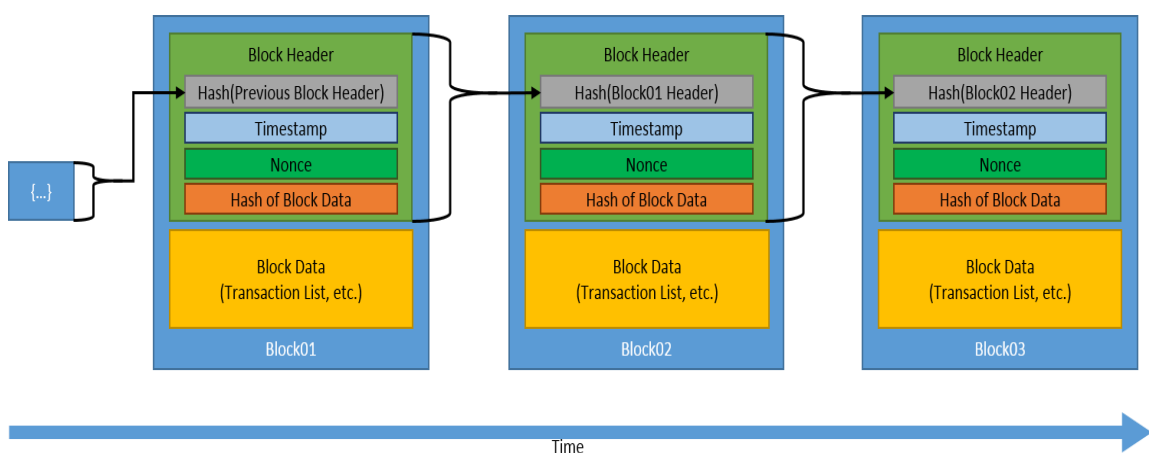 {...}
Block Header
Hash(Previous Block Header)
Timestamp
Nonce
Hash of Block Data
Block Data
(Transaction List, etc.)
Block01
Block Header
Hash(Block01 Header)
Timestamp
Nonce
Hash of Block Data
Block Data
(Transaction List, etc.)
Block02
Block Header
Hash(Block02 Header)
Timestamp
Nonce
Hash of Block Data
Block Data
(Transaction List, etc.)
Block03
Time